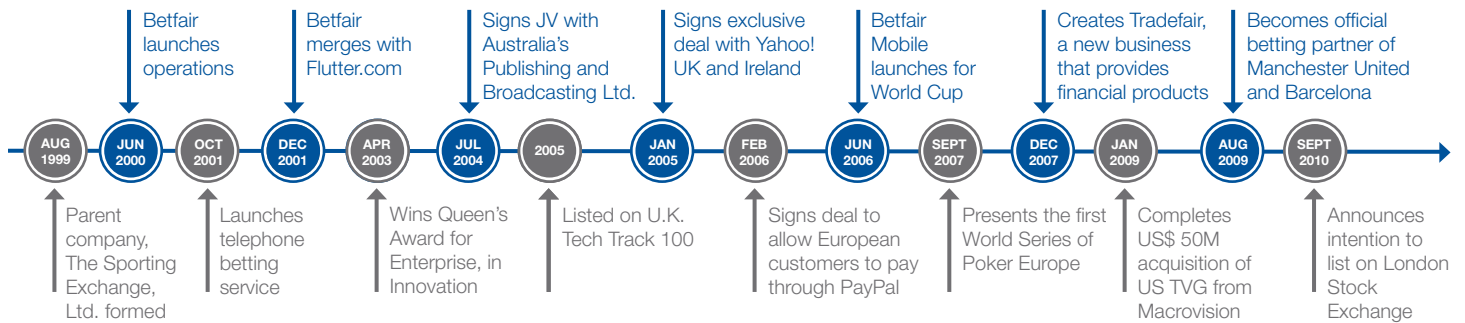 Betfair
launches
operations
Betfair
merges with
Flutter.com
Signs JV with
Australia's
Publishing and
Broadcasting Ltd.
Signs exclusive
deal with Yahoo!
UK and Ireland
Betfair
Mobile
launches for
World Cup
Creates Tradefair,
a new business
that provides
financial products
Becomes official
betting partner of
Manchester United
and Barcelona
AUG
1999
JUN
2000
OCT
2001
DEC
2001
APR
2003
JUL
2004
2005
JAN
2005
FEB
2006
JUN
2006
SEPT
2007
DEC
2007
JAN
2009
AUG
2009
SEPT
2010
Parent
company,
The Sporting
Exchange,
Ltd. formed
Launches
telephone
betting
service
Wins Queen's
Award for
Enterprise, in
Innovation
Listed on U.K.
Tech Track 100
Signs deal to
allow European
customers to pay
through PayPal
Presents the first
World Series of
Poker Europe
Completes
US$ 50M
acquisition of
US TVG from
Macrovision
Announces
intention to
list on London
Stock
Exchange